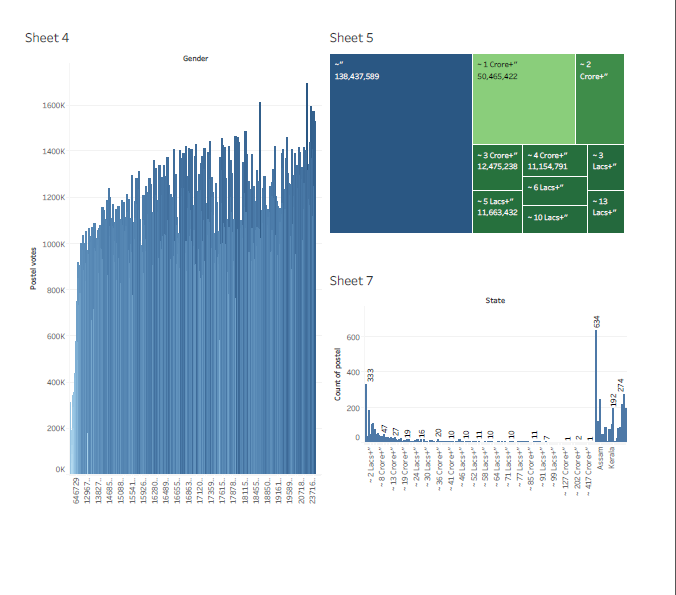 Sheet 4
Gender
Postel votes
1600K
1400K
1200K
1000K
800K
600K
400K
200K
0K
646729
12967..
13827..
14685..
15088..
15541..
15926..
16280..
16489..
16655..
16863..
17120..
17359..
17615..
17878..
18115..
18455..
18850..
19161..
19589..
20718..
23716..
Sheet 5
~"
138,437,589
~ 1 Crore+"
50,465,422
~ 2
Crore+"
~ 3 Crore+"
12,475,238
~ 4 Crore+"
11,154,791
~ 3
Lacs+"
~ 6 Lacs+"
~ 5 Lacs+"
11,663,432
~ 10 Lacs+"
~ 13
Lacs+"
Sheet 7
State
Count of postel
600
400
200
0
333
47
27
19
16
20
10
10
11
10
10
11
7
1
2
1
634
192
274
~ 2 Lacs+"
~ 8 Crore+"
~ 13 Crore+"
~ 19 Crore+"
~ 24 Lacs+"
~ 30 Lacs+"
~ 36 Crore+"
~ 41 Crore+"
~ 46 Lacs+"
~ 52 Lacs+"
~ 58 Lacs+"
~ 64 Lacs+"
~ 71 Lacs+"
~ 77 Lacs+"
~ 85 Crore+"
~ 91 Lacs+"
~ 99 Lacs+"
~ 127 Crore+"
~ 202 Crore+"
~ 417 Crore+"
Assam
Kerala